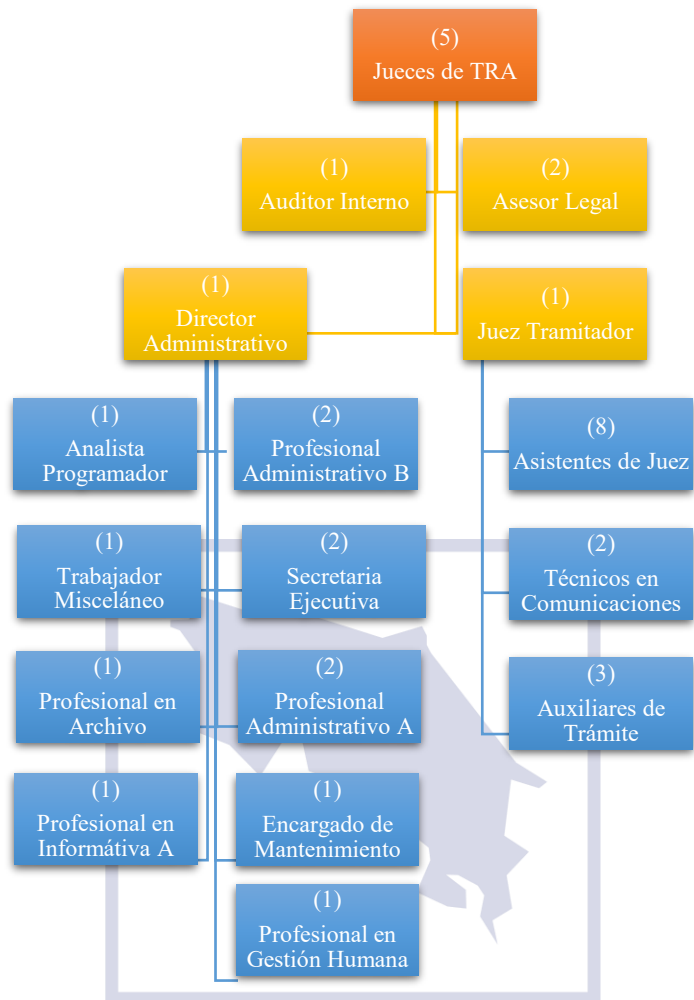 (5)
Jueces de TRA
(1)
Auditor Interno
(2)
Asesor Legal
(1)
Director
Administrativo
(1)
Juez Tramitador
(1)
Analista
Programador
(2)
Profesional
Administrativo B
(8)
Asistentes de Juez
(1)
Trabajador
Misceláneo
(2)
Secretaria
Ejecutiva
(2)
Técnicos en
Comunicaciones
(1)
Profesional en
Archivo
(2)
Profesional
Administrativo A
(3)
Auxiliares de
Trámite
(1)
Profesional en
Informátiva A
(1)
Encargado de
Mantenimiento
(1)
Profesional en
Gestión Humana